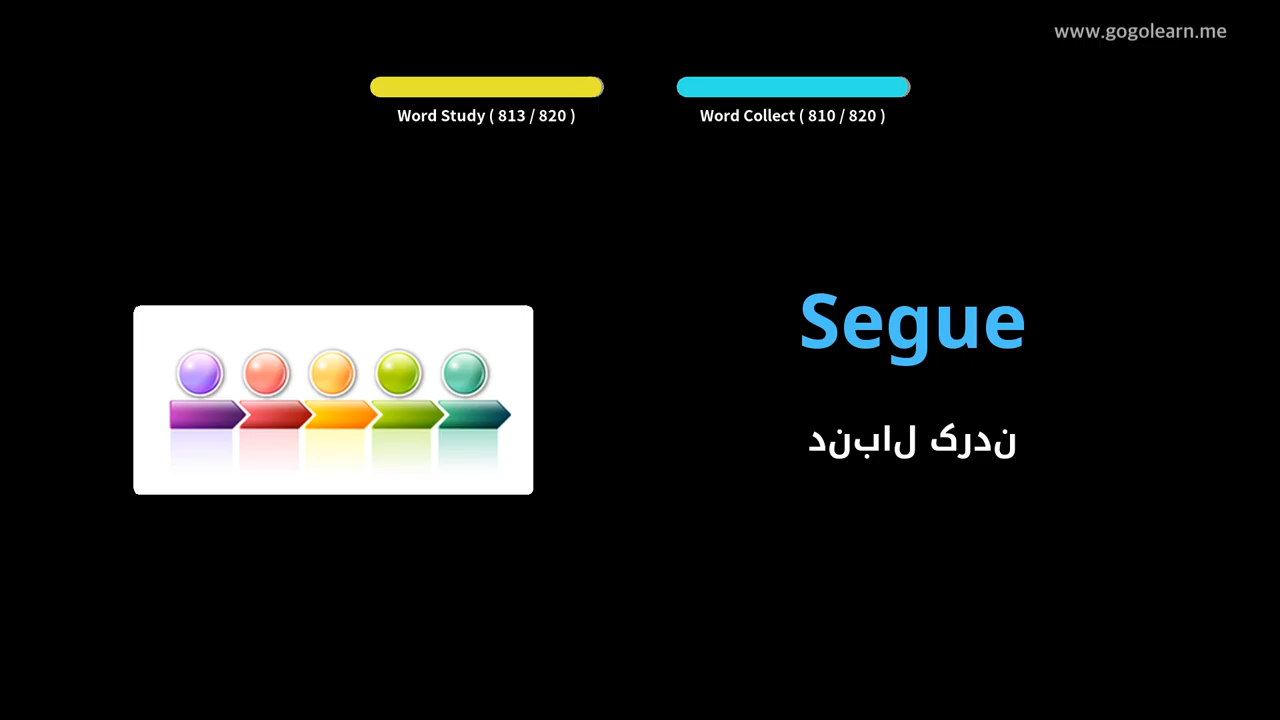 www.gogolearn.me
Word Study ( 813 / 820 )
Word Collect ( 810 / 820 )
Segue
ندرک لابند